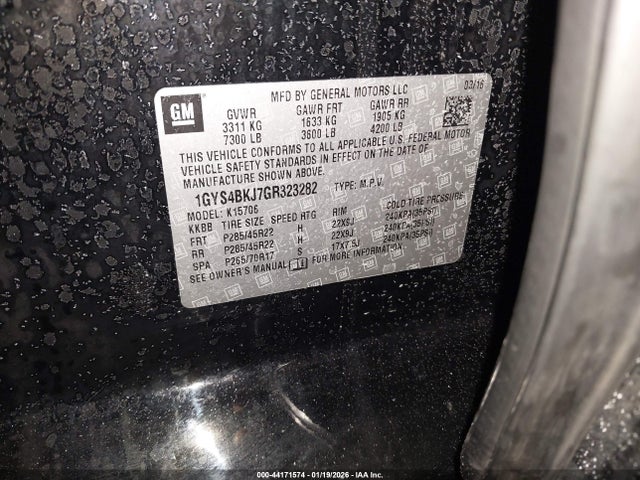 GM
MFD BY GENERAL MOTORS LLC
03/16
GVWR GAWR FRT GAWR RR
3311 KG 1633 KG 1905 KG
7300 LB 3600 LB 4200 LB
THIS VEHICLE CONFORMS TO ALL APPLICABLE U.S. FEDERAL MOTOR
VEHICLE SAFETY STANDARDS IN EFFECT ON THE DATE OF
MANUFACTURE SHOWN ABOVE.
1GYS4BKJ7GR323282 TYPE: M.P.V.
MODEL: K15706
KKBB TIRE SIZE SPEED RTG RIM COLD TIRE PRESSURE
FRT P285/45R22 H 22X9J 240KPA(35PSI)
RR P285/45R22 H 22X9J 240KPA(35PSI)
SPA P265/70R17 S 17X7.5J 240KPA(35PSI)
SEE OWNER'S MANUAL
000-44171574 | 01/19/2026 | IAA Inc.